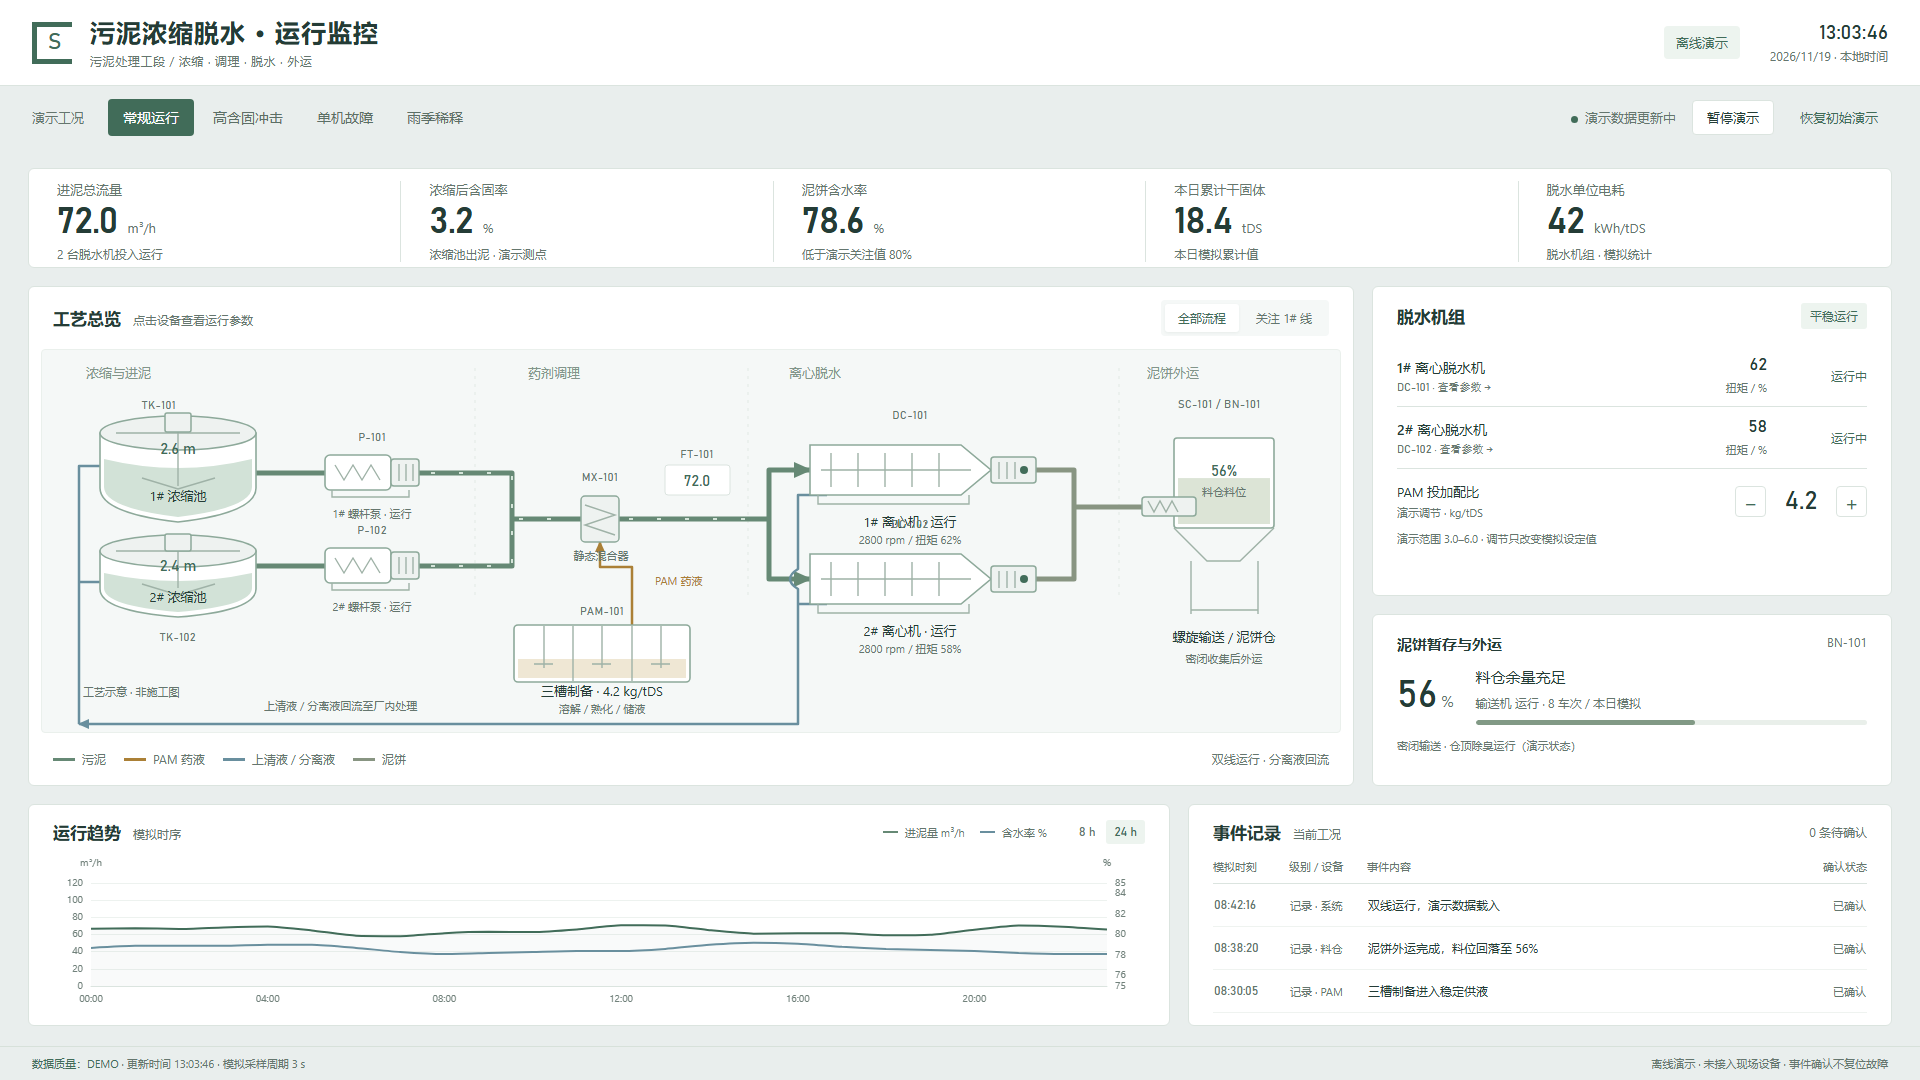 S
污泥浓缩脱水 · 运行监控
污泥处理工段 / 浓缩 · 调理 · 脱水 · 外运
离线演示
13:03:46
2026/11/19 · 本地时间
演示工况
常规运行
高含固冲击
单机故障
雨季稀释
演示数据更新中
暂停演示
恢复初始演示
进泥总流量
72.0 m³/h
2 台脱水机投入运行
浓缩后含固率
3.2 %
浓缩池出泥 · 演示测点
泥饼含水率
78.6 %
低于演示关注值 80%
本日累计干固体
18.4 tDS
本日模拟累计值
脱水单位电耗
42 kWh/tDS
脱水机组 · 模拟统计
工艺总览 点击设备查看运行参数
全部流程
关注 1# 线
浓缩与进泥
药剂调理
离心脱水
泥饼外运
TK-101
2.6 m
1# 浓缩池
2.4 m
2# 浓缩池
TK-102
P-101
1# 螺杆泵 · 运行
P-102
2# 螺杆泵 · 运行
MX-101
静态混合器
FT-101
72.0
PAM 药液
PAM-101
三槽制备 · 4.2 kg/tDS
溶解 / 熟化 / 储液
DC-101
1# 离心机 · 运行
2800 rpm / 扭矩 62%
2# 离心机 · 运行
2800 rpm / 扭矩 58%
SC-101 / BN-101
56%
料仓料位
螺旋输送 / 泥饼仓
密闭收集后外运
工艺示意 · 非施工图
上清液 / 分离液回流至厂内处理
污泥
PAM 药液
上清液 / 分离液
泥饼
双线运行 · 分离液回流
脱水机组
平稳运行
1# 离心脱水机
DC-101 · 查看参数 →
62
扭矩 / %
运行中
2# 离心脱水机
DC-102 · 查看参数 →
58
扭矩 / %
运行中
PAM 投加配比
演示调节 · kg/tDS
− 4.2 +
演示范围 3.0–6.0 · 调节只改变模拟设定值
泥饼暂存与外运
BN-101
56 %
料仓余量充足
输送机 运行 · 8 车次 / 本日模拟
密闭输送 · 仓顶除臭运行（演示状态）
运行趋势 模拟时序
进泥量 m³/h
含水率 %
8 h
24 h
m³/h
%
120
100
80
60
40
20
0
85
84
82
80
78
76
75
00:00
04:00
08:00
12:00
16:00
20:00
事件记录 当前工况
0 条待确认
模拟时刻 级别 / 设备 事件内容 确认状态
08:42:16 记录 · 系统 双线运行，演示数据载入 已确认
08:38:20 记录 · 料仓 泥饼外运完成，料位回落至 56% 已确认
08:30:05 记录 · PAM 三槽制备进入稳定供液 已确认
数据质量： DEMO · 更新时间 13:03:46 · 模拟采样周期 3 s
离线演示 · 未接入现场设备 · 事件确认不复位故障